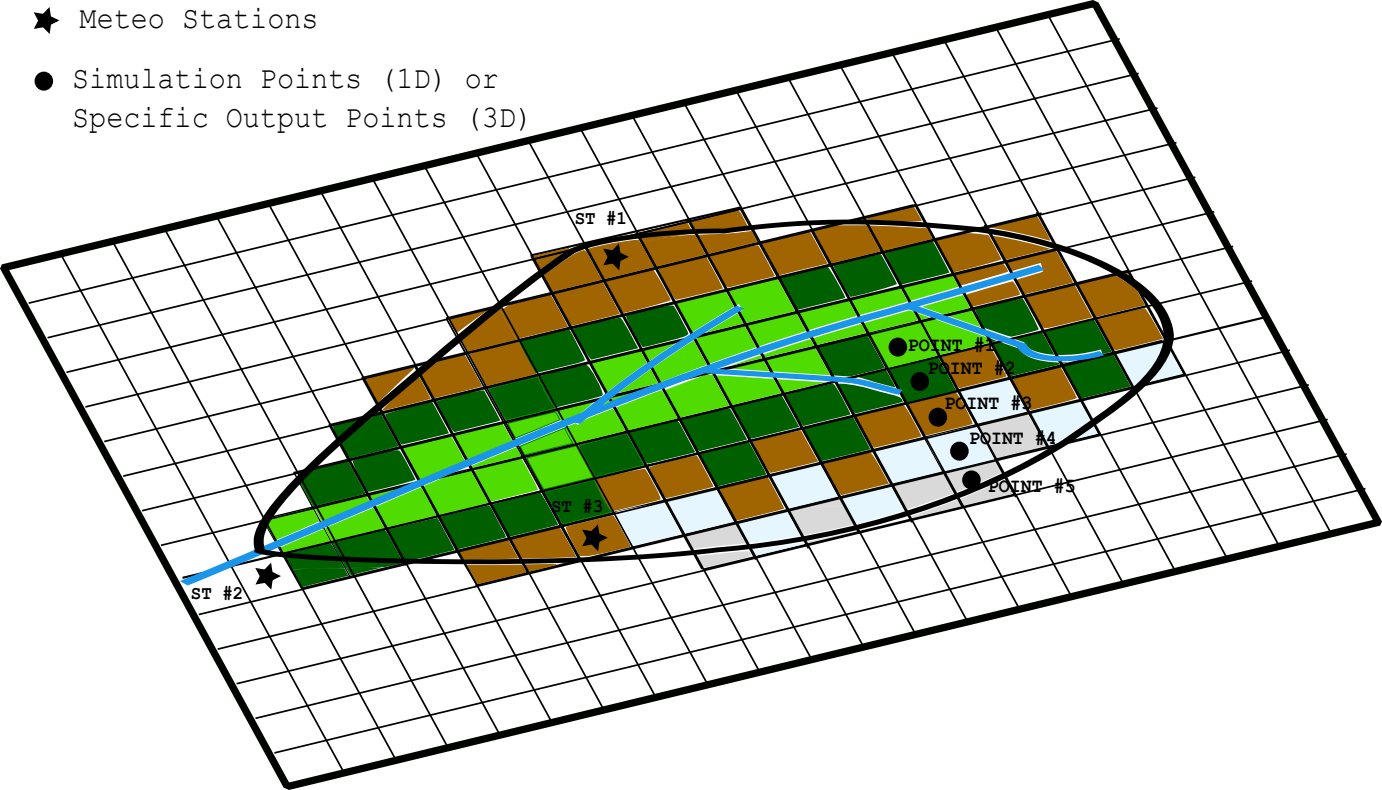 Meteo Stations
Simulation Points (1D) or
Specific Output Points (3D)
ST #1
POINT #1
POINT #2
POINT #3
POINT #4
POINT #5
ST #3
ST #2